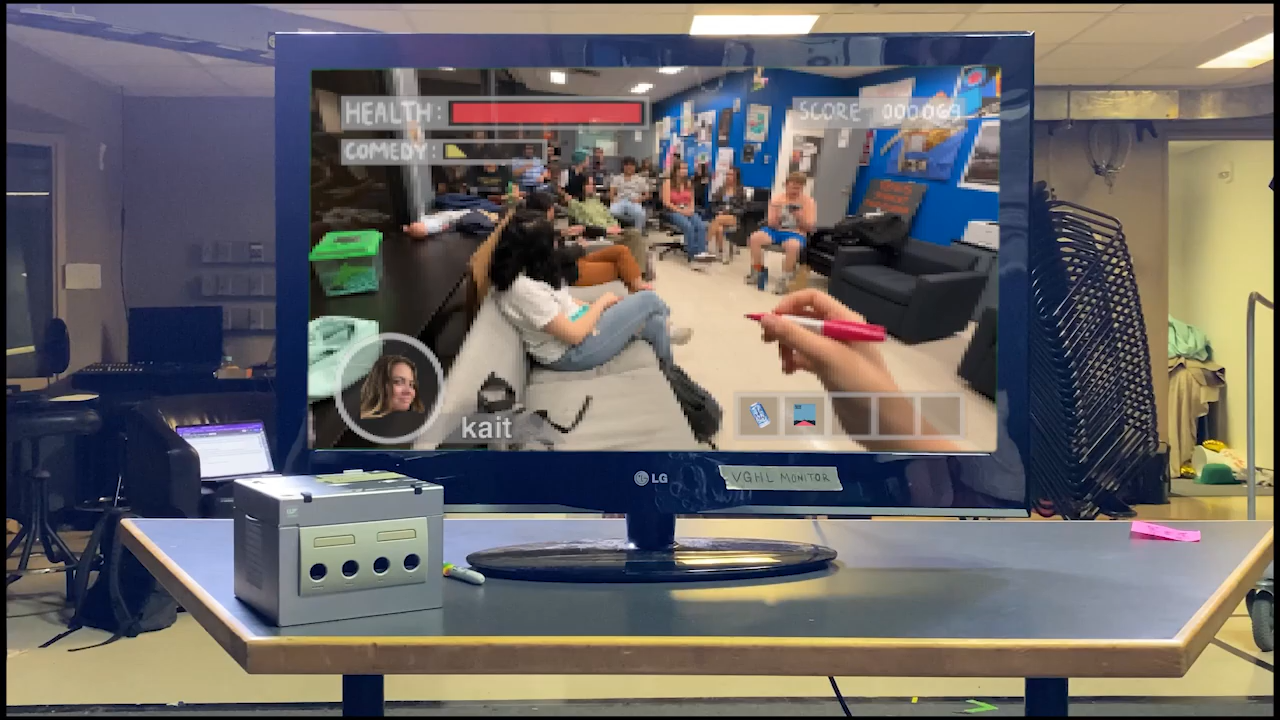 HEALTH:
SCORE 000069
COMEDY:
kait
LG
VGHL MONITOR